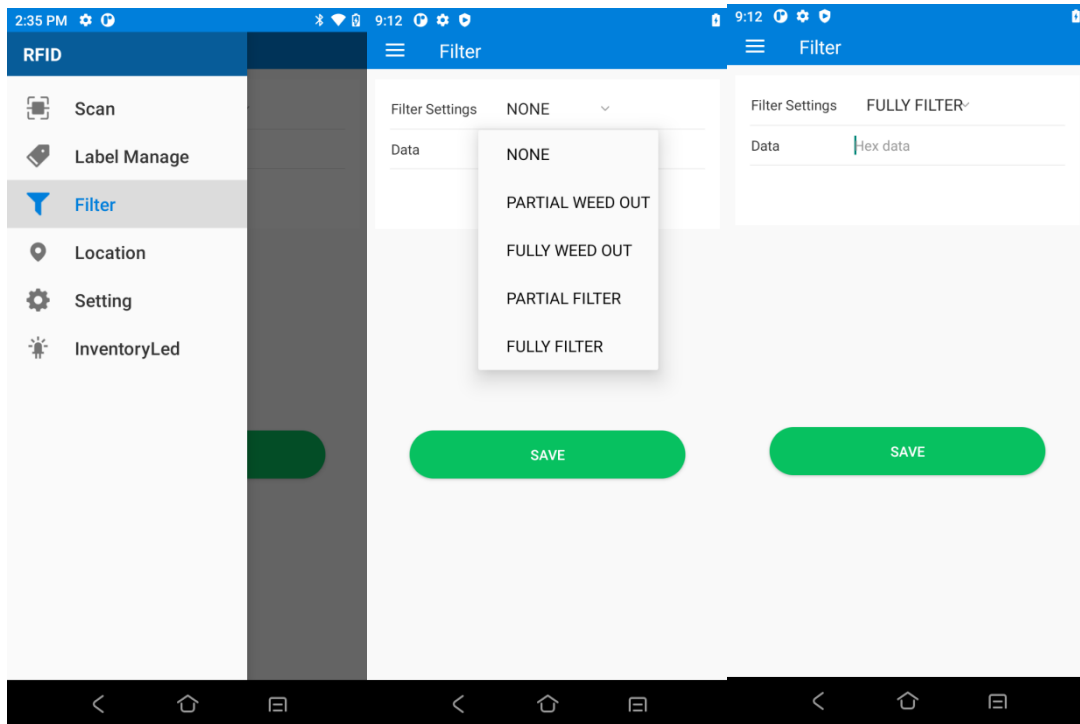 2:35 PM
RFID
Scan
Label Manage
Filter
Location
Setting
InventoryLed
9:12
Filter
Filter Settings NONE
Data
NONE
PARTIAL WEED OUT
FULLY WEED OUT
PARTIAL FILTER
FULLY FILTER
SAVE
9:12
Filter
Filter Settings FULLY FILTER
Data Hex data
SAVE